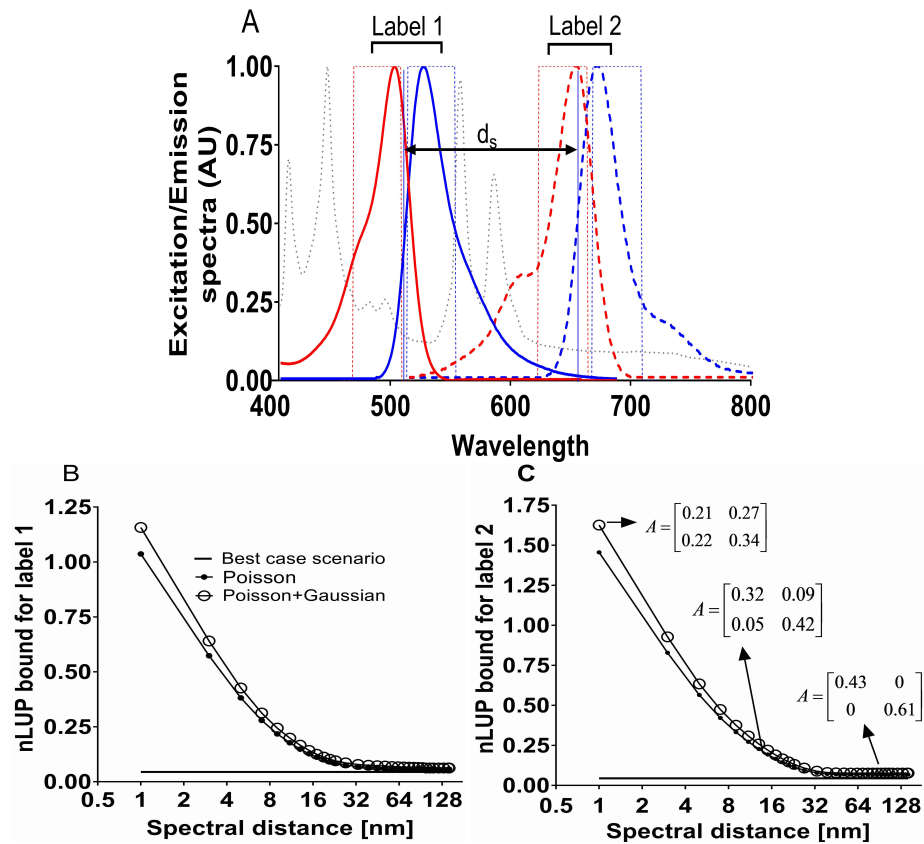 A
Label 1
Label 2
1.00
0.75
0.50
0.25
0.00
Excitation/Emission
spectra (AU)
d_s
400 500 600 700 800
Wavelength
B
1.25
1.00
0.75
0.50
0.25
0.00
nLUP bound for label 1
Best case scenario
Poisson
Poisson+Gaussian
0.5 1 2 4 8 16 32 64 128
Spectral distance [nm]
C
1.75
1.50
1.25
1.00
0.75
0.50
0.25
0.00
nLUP bound for label 2
A = [0.21 0.27
0.22 0.34]
A = [0.32 0.09
0.05 0.42]
A = [0.43 0
0 0.61]
0.5 1 2 4 8 16 32 64 128
Spectral distance [nm]